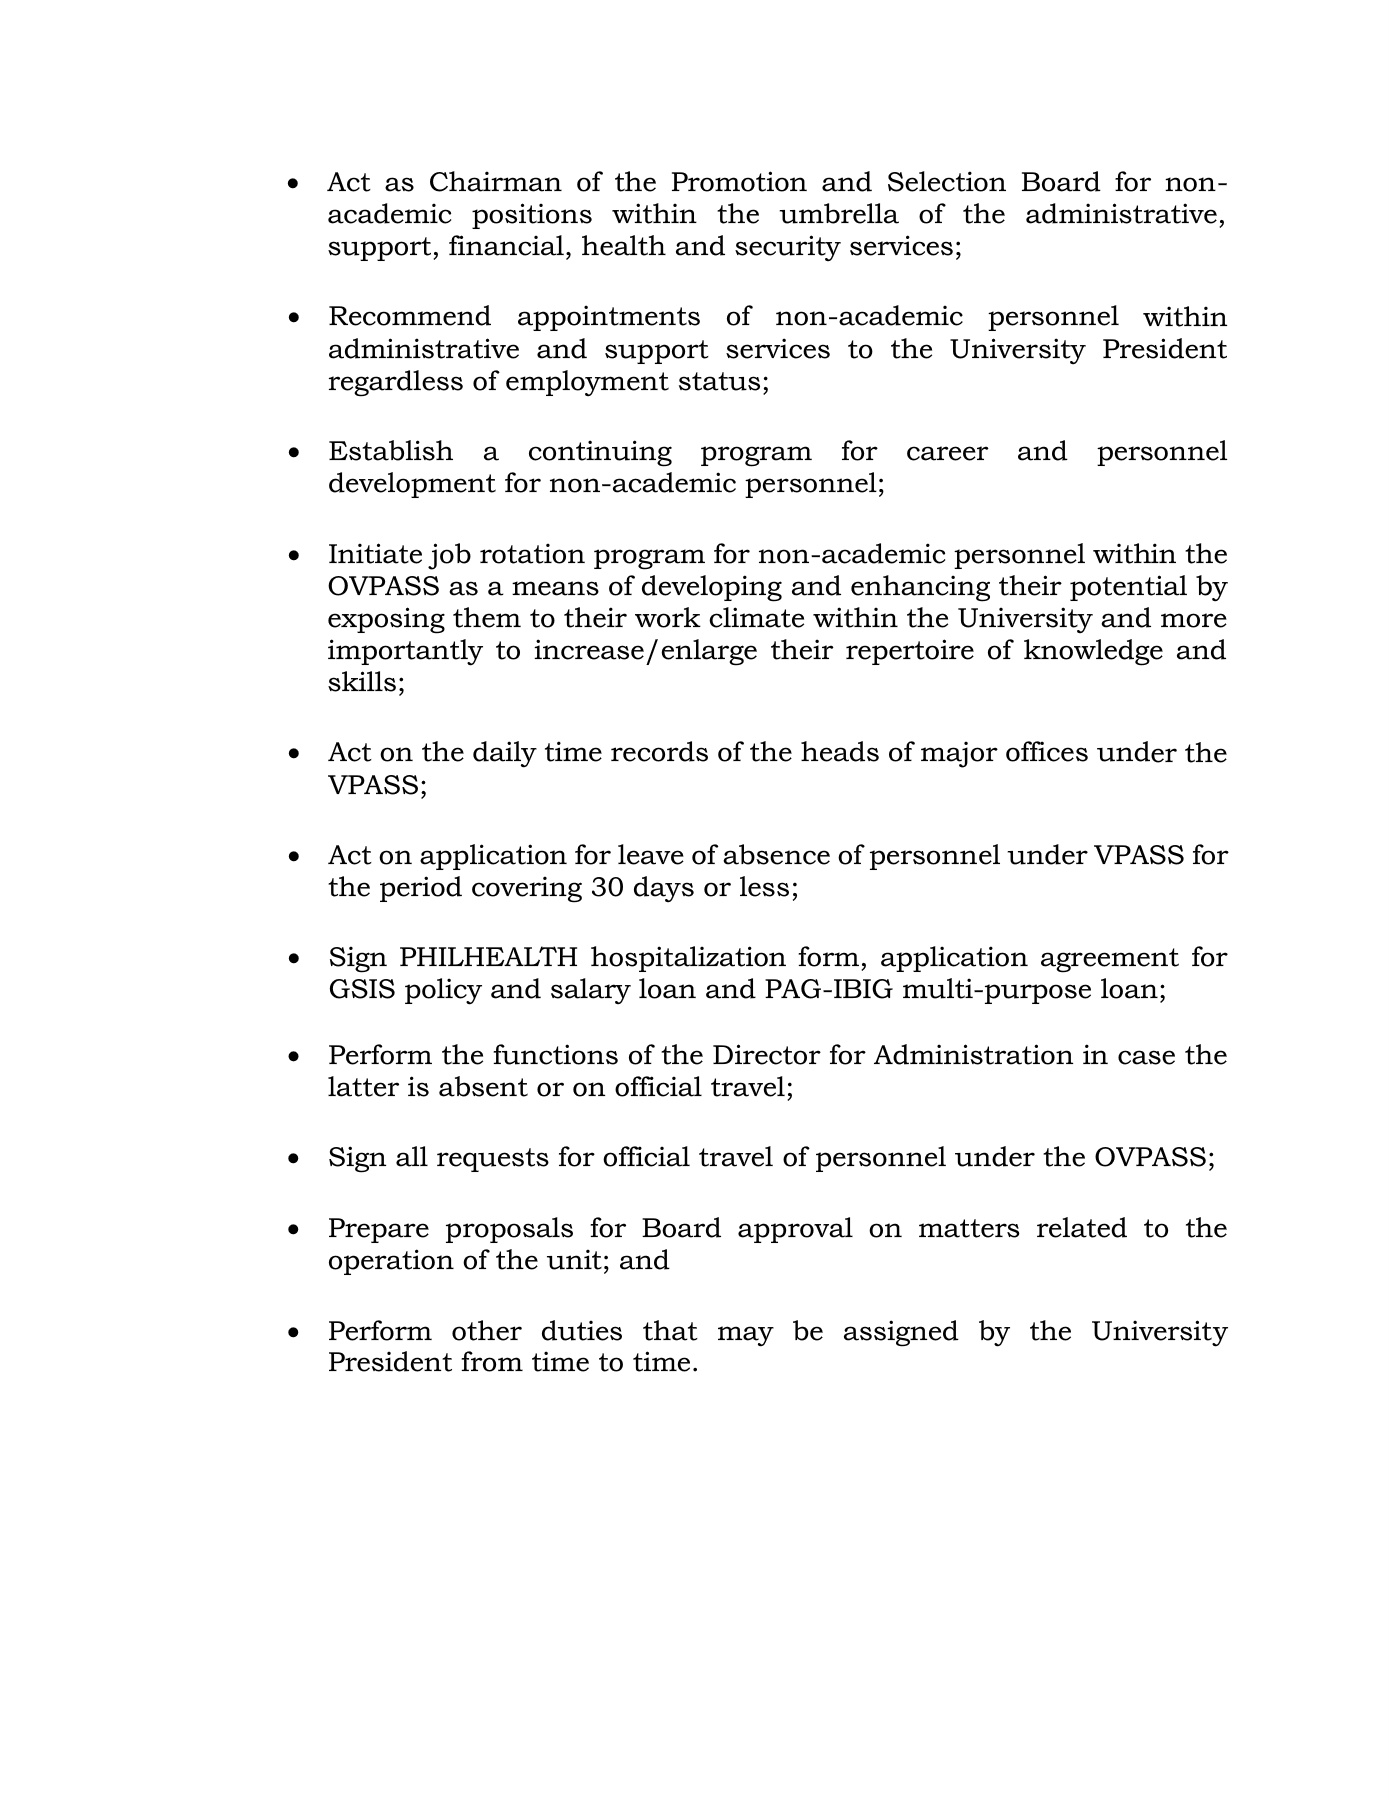 • Act as Chairman of the Promotion and Selection Board for non-
academic positions within the umbrella of the administrative,
support, financial, health and security services;
• Recommend appointments of non-academic personnel within
administrative and support services to the University President
regardless of employment status;
• Establish a continuing program for career and personnel
development for non-academic personnel;
• Initiate job rotation program for non-academic personnel within the
OVPASS as a means of developing and enhancing their potential by
exposing them to their work climate within the University and more
importantly to increase/enlarge their repertoire of knowledge and
skills;
• Act on the daily time records of the heads of major offices under the
VPASS;
• Act on application for leave of absence of personnel under VPASS for
the period covering 30 days or less;
• Sign PHILHEALTH hospitalization form, application agreement for
GSIS policy and salary loan and PAG-IBIG multi-purpose loan;
• Perform the functions of the Director for Administration in case the
latter is absent or on official travel;
• Sign all requests for official travel of personnel under the OVPASS;
• Prepare proposals for Board approval on matters related to the
operation of the unit; and
• Perform other duties that may be assigned by the University
President from time to time.